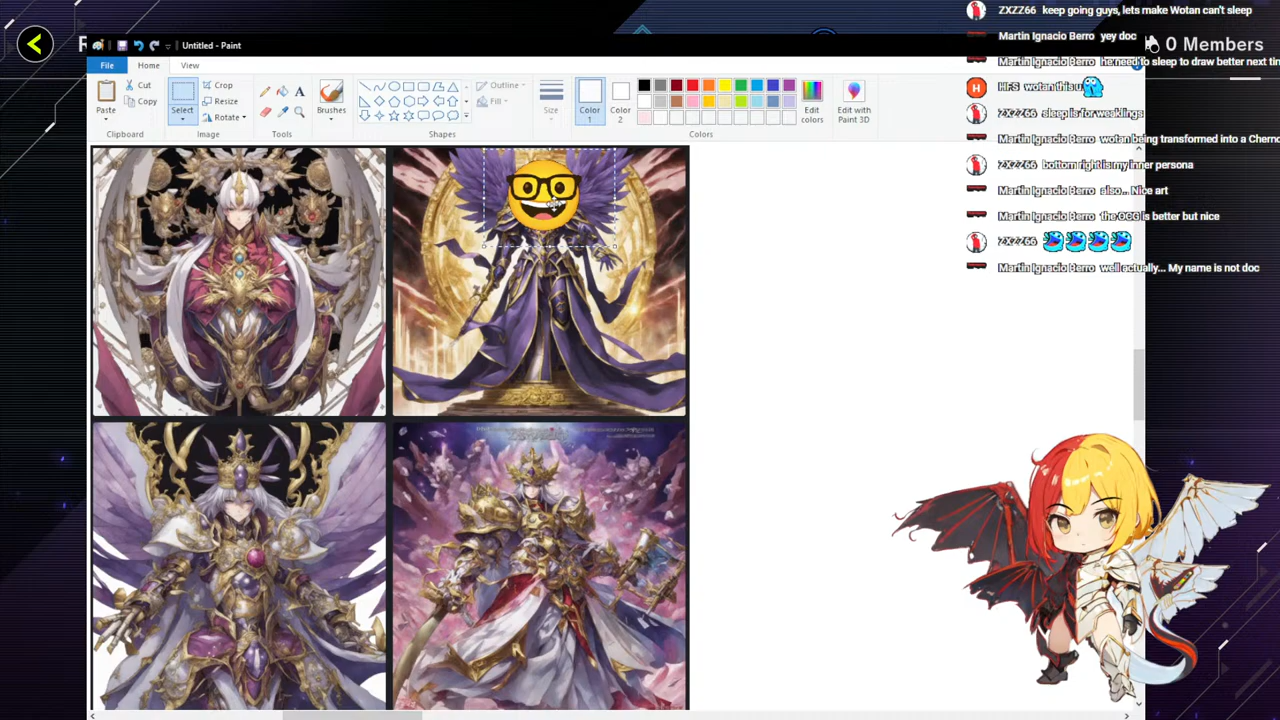 ZXZZ66 keep going guys, lets make Wotan can't sleep
Martin Ignacio Berro yey doc
0 Members
R
Untitled - Paint
Martin Ignacio Berro he need to sleep to draw better next tin
File
Home
View
HFS wotan this u
Cut
Copy
Paste
Crop
Resize
Rotate
Select
Brushes
Outline
Fill
Size
Color
1
Color
2
Edit
colors
Edit with
Paint 3D
ZXZZ66 sleep is for weaklings
Clipboard
Image
Tools
Shapes
Colors
Martin Ignacio Berro wotan being transformed into a Cherno
ZXZZ66 bottom right is my inner persona
Martin Ignacio Berro also... Nice art
Martin Ignacio Berro the OCG is better but nice
ZXZZ66
Martin Ignacio Berro well actually... My name is not doc